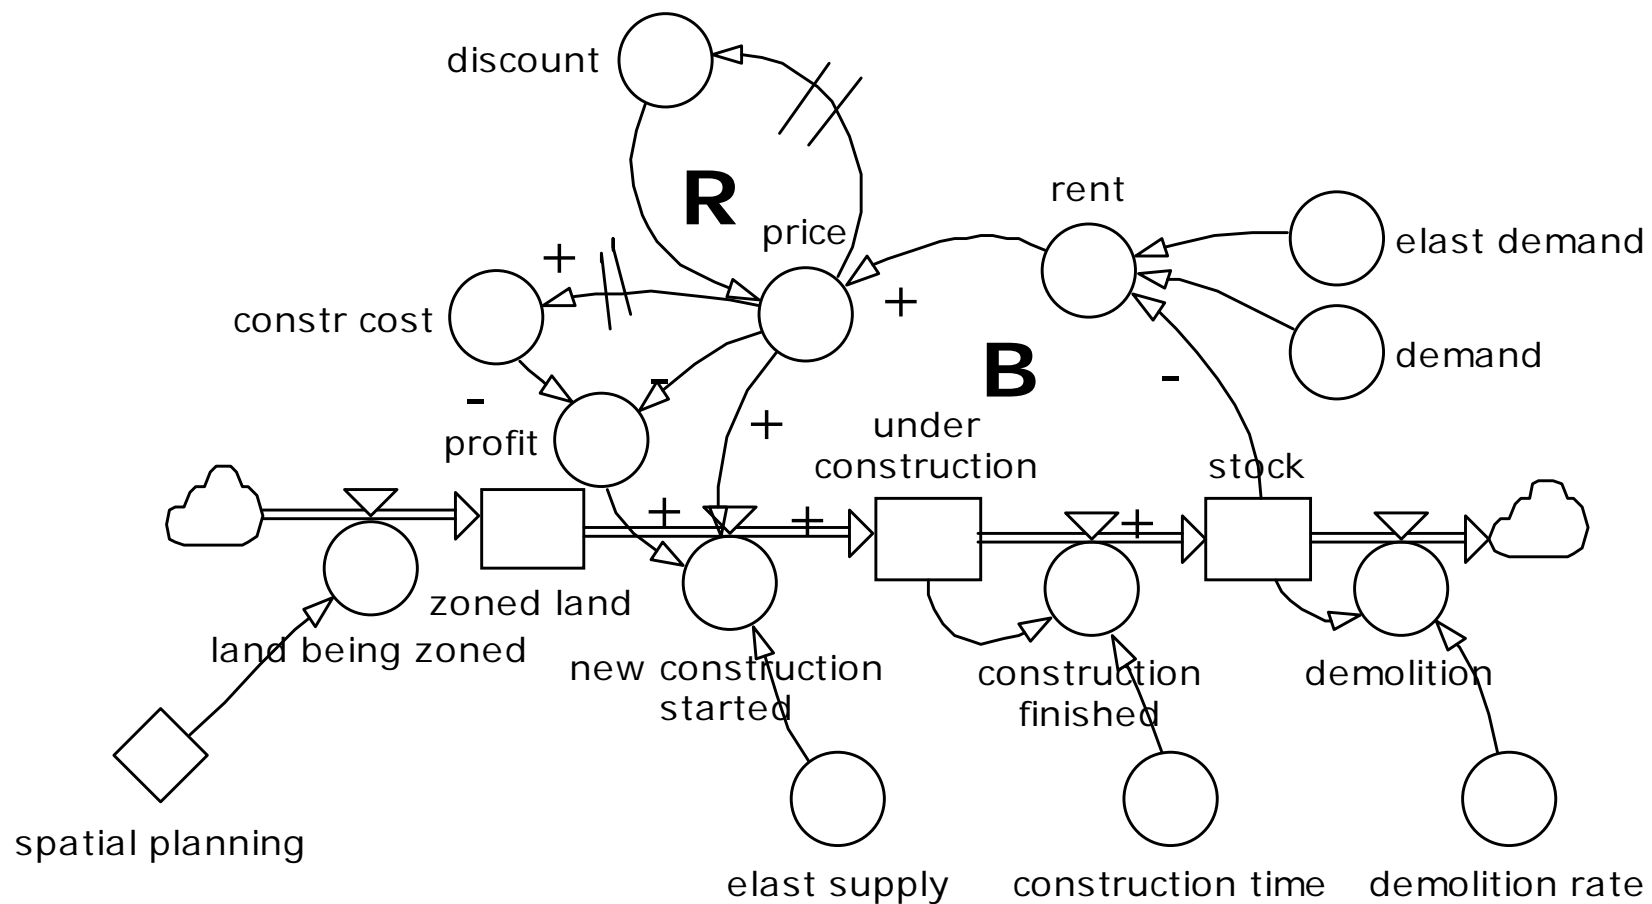 discount
R
price
rent
elast demand
+
constr cost
+
B
demand
-
-
-
profit
+
under
construction
stock
+
+
+
zoned land
land being zoned
new construction
started
construction
finished
demolition
spatial planning
elast supply
construction time
demolition rate